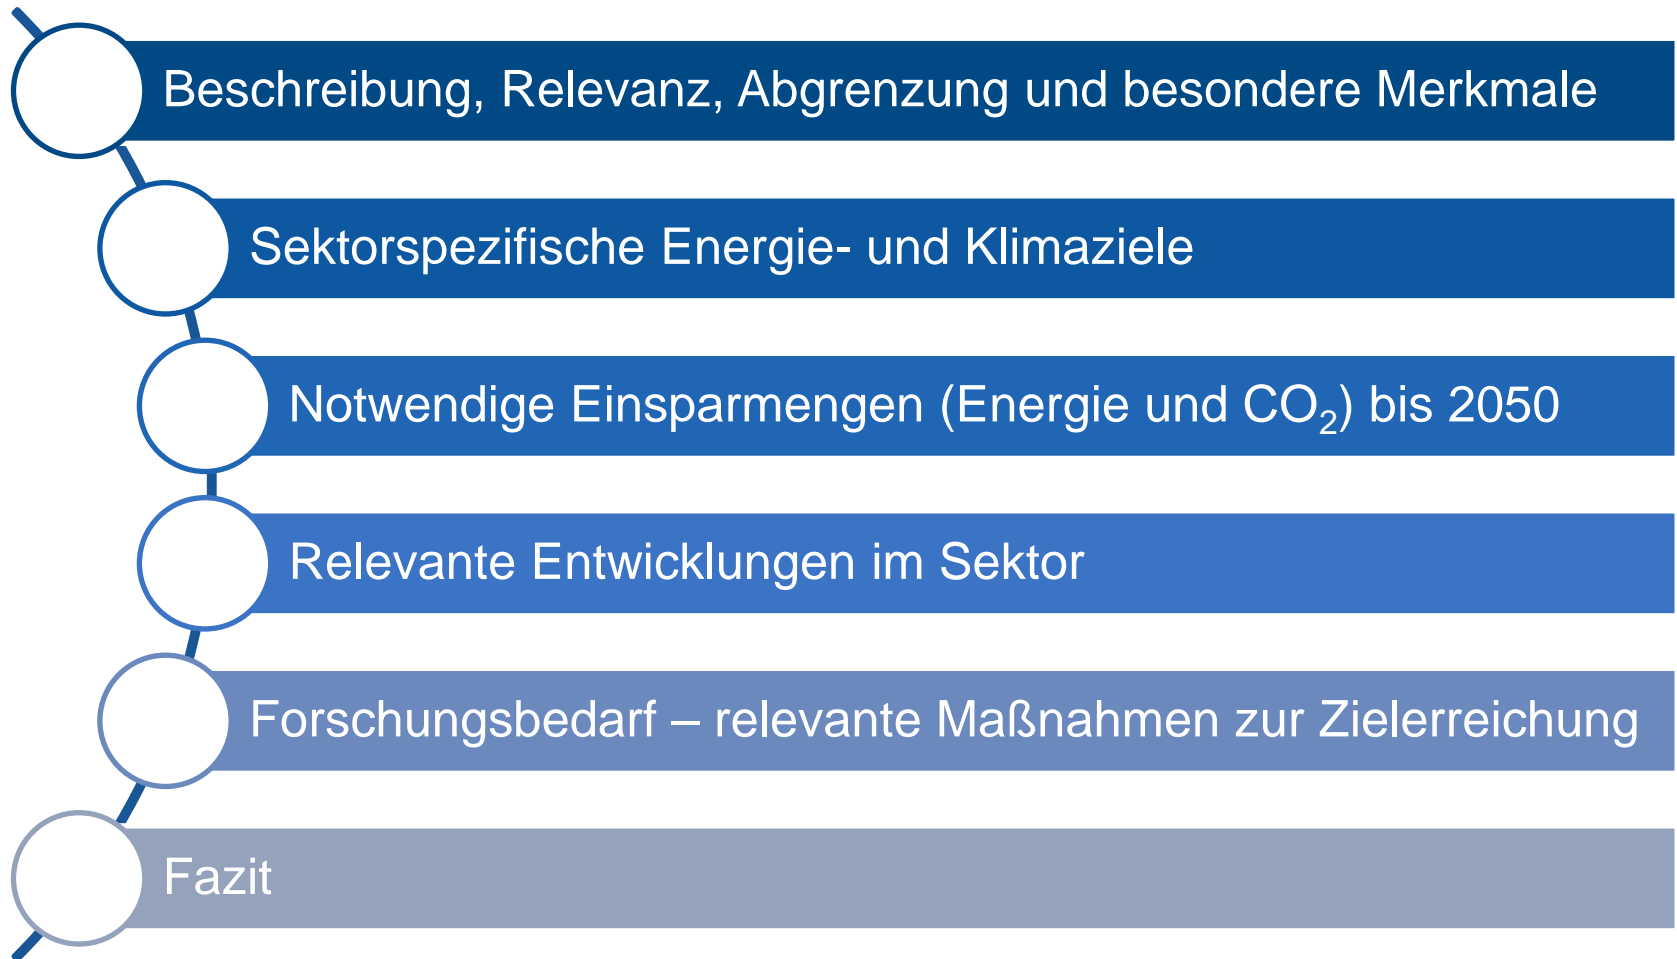 Beschreibung, Relevanz, Abgrenzung und besondere Merkmale
Sektorspezifische Energie- und Klimaziele
Notwendige Einsparmengen (Energie und CO₂) bis 2050
Relevante Entwicklungen im Sektor
Forschungsbedarf – relevante Maßnahmen zur Zielerreichung
Fazit